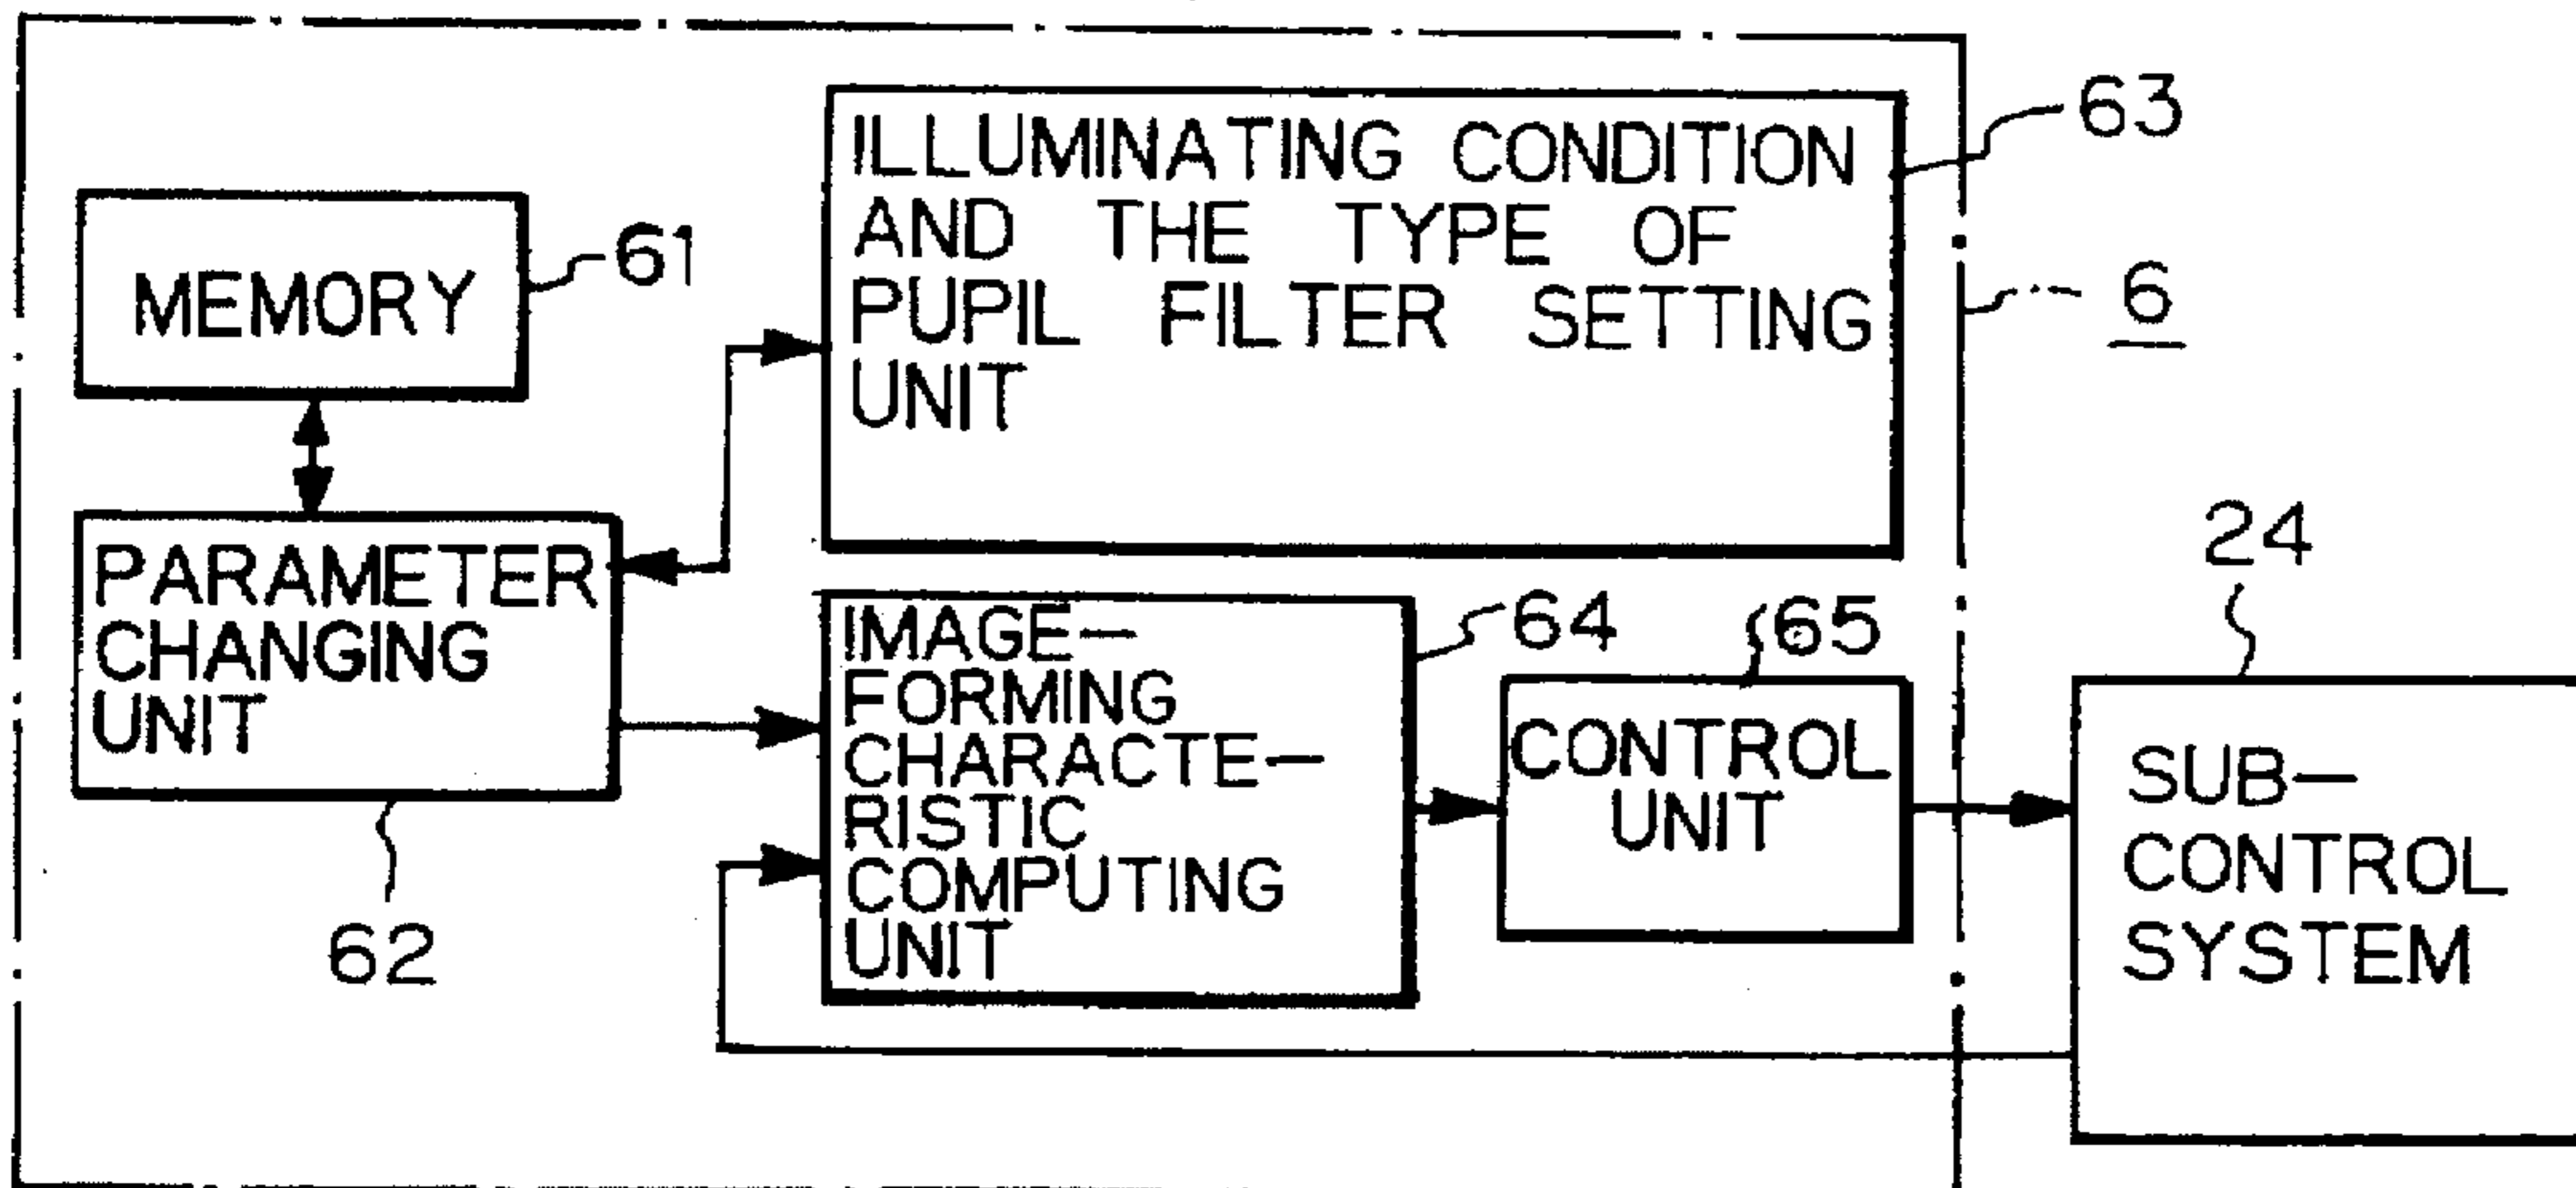 ILLUMINATING CONDITION
AND THE TYPE OF
PUPIL FILTER SETTING
UNIT
63
MEMORY
61
6
PARAMETER
CHANGING
UNIT
62
IMAGE-
FORMING
CHARACTE-
RISTIC
COMPUTING
UNIT
64
CONTROL
UNIT
65
24
SUB-
CONTROL
SYSTEM